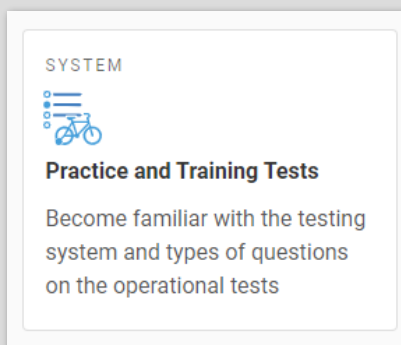 SYSTEM
Practice and Training Tests
Become familiar with the testing
system and types of questions
on the operational tests